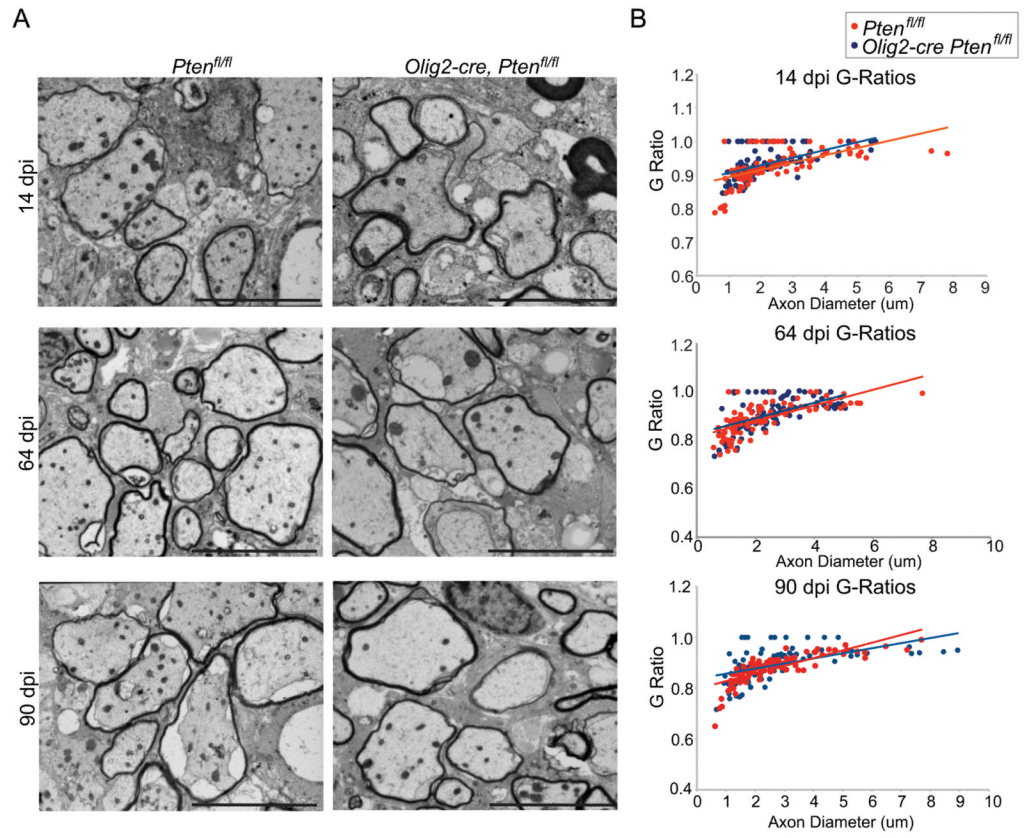 A
B
Pten fl/fl
Olig2-cre, Pten fl/fl
14 dpi
64 dpi
90 dpi
Pten fl/fl
Olig2-cre Pten fl/fl
14 dpi G-Ratios
1.2
1.1
1.0
0.9
0.8
0.7
0.6
G Ratio
0 1 2 3 4 5 6 7 8 9
Axon Diameter (um)
64 dpi G-Ratios
1.2
1.0
0.8
0.6
0.4
G Ratio
0 2 4 6 8 10
Axon Diameter (um)
90 dpi G-Ratios
1.2
1.0
0.8
0.6
0.4
G Ratio
0 1 2 3 4 5 6 7 8 9 10
Axon Diameter (um)